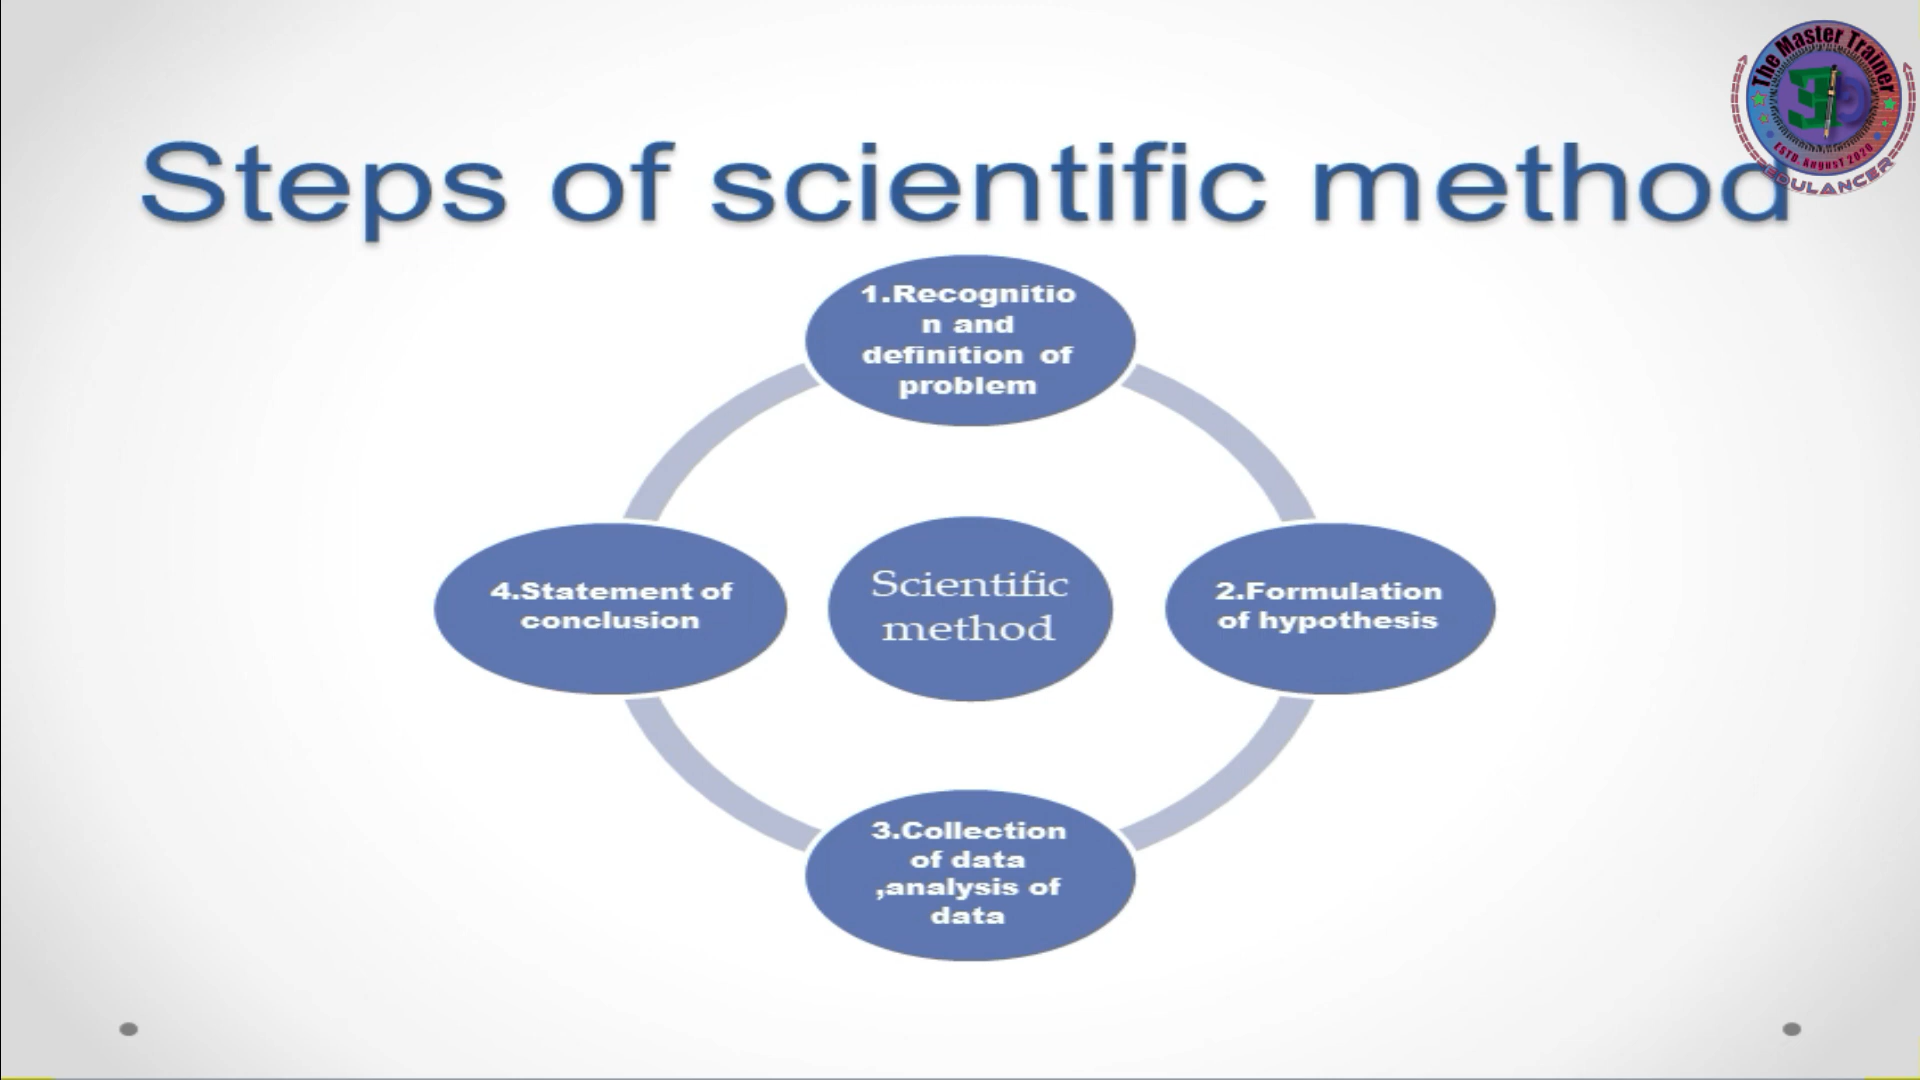 The Master Trainer
ESTD. August 2020
EDULANCER
Steps of scientific method
1.Recognitio
n and
definition of
problem
2.Formulation
of hypothesis
3.Collection
of data
,analysis of
data
4.Statement of
conclusion
Scientific
method